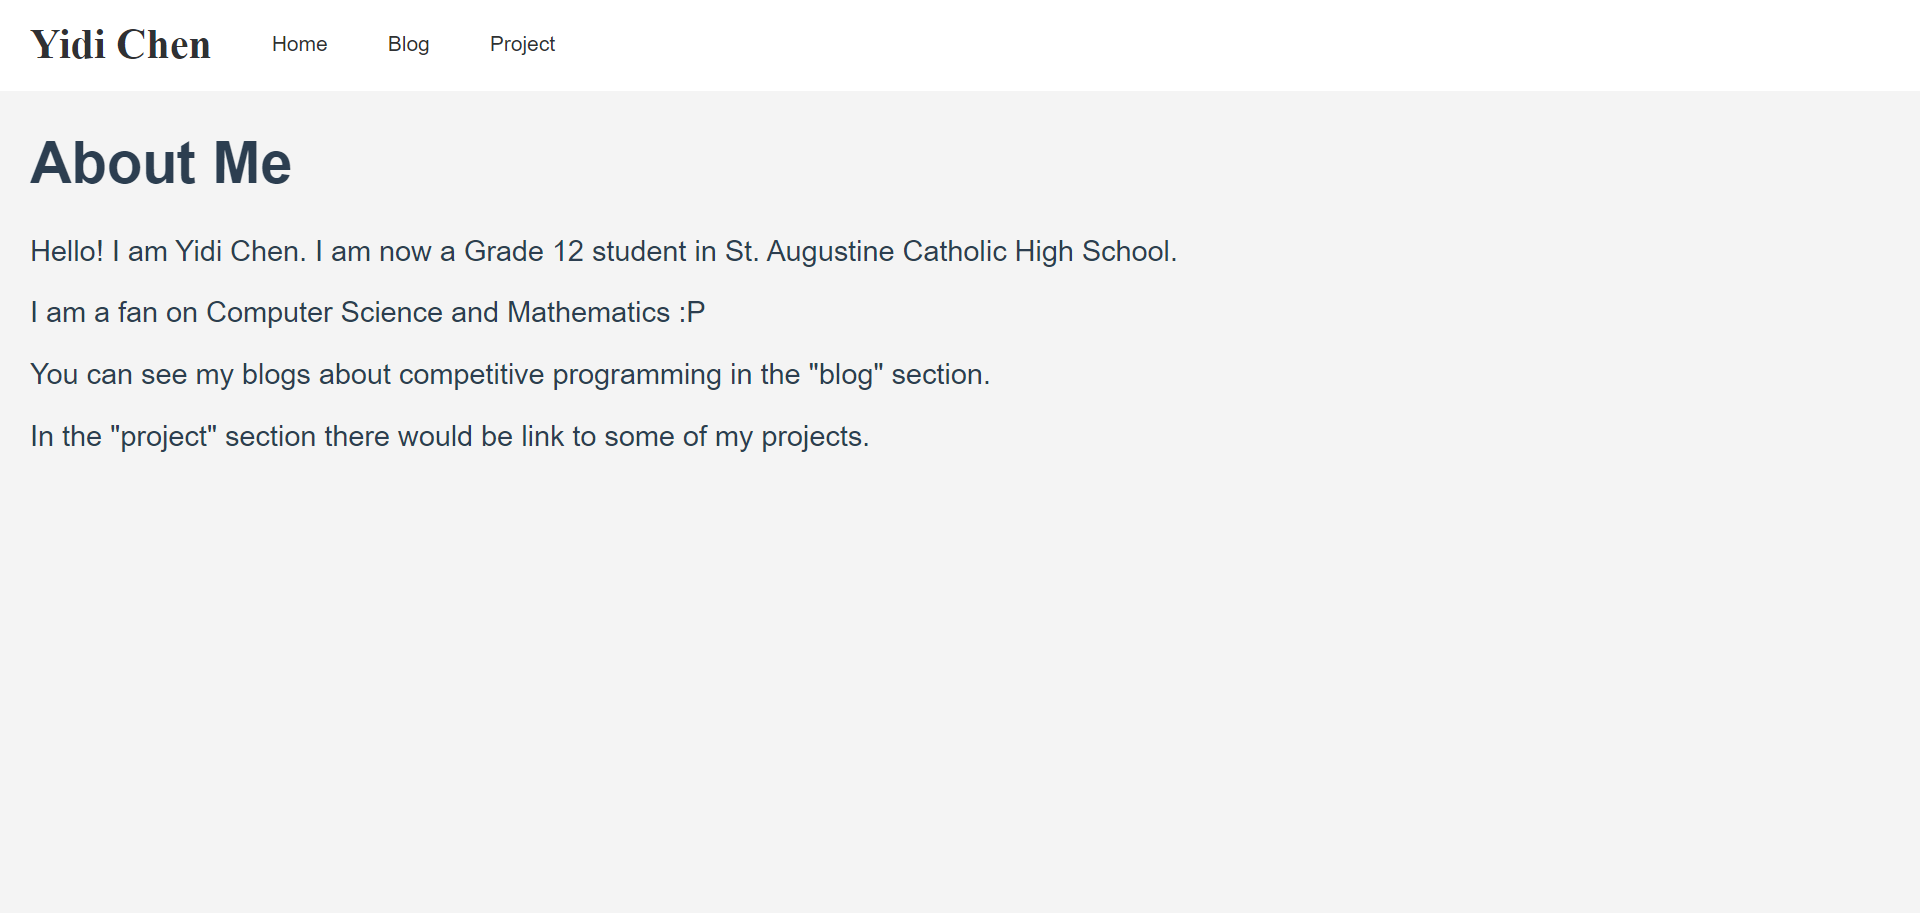 Yidi Chen Home Blog Project
About Me
Hello! I am Yidi Chen. I am now a Grade 12 student in St. Augustine Catholic High School.
I am a fan on Computer Science and Mathematics :P
You can see my blogs about competitive programming in the "blog" section.
In the "project" section there would be link to some of my projects.